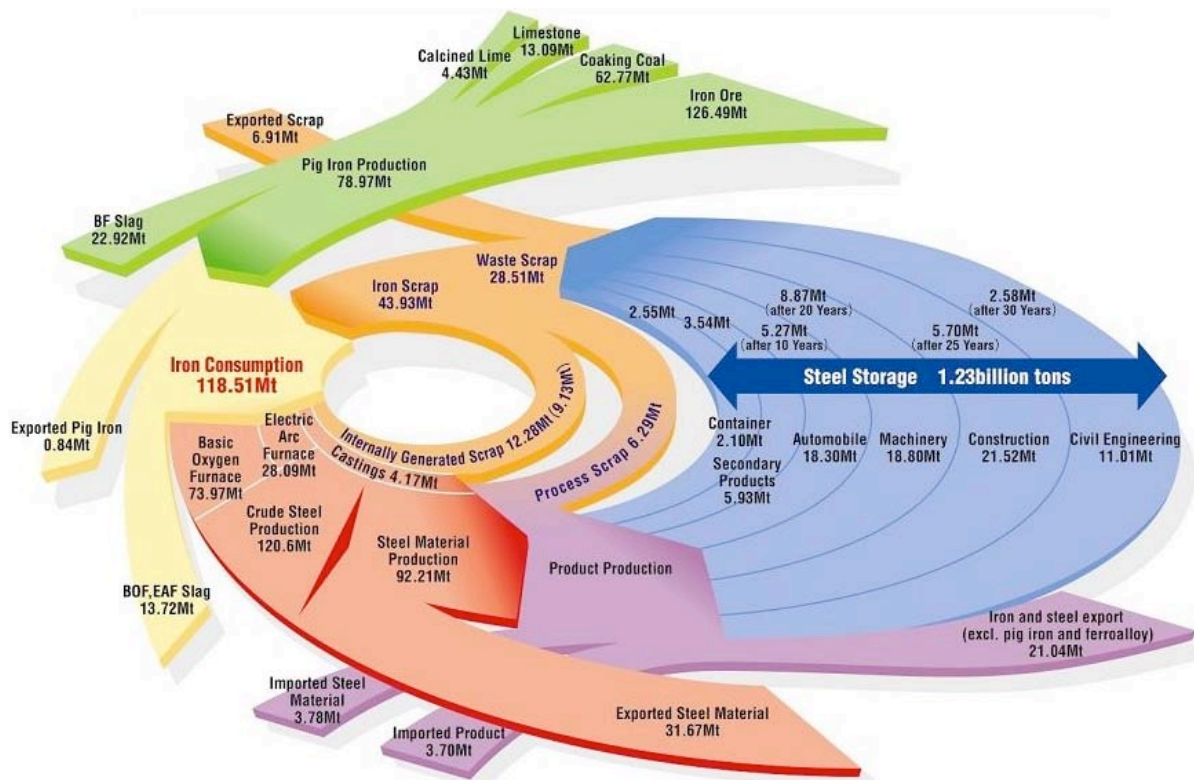 Limestone
13.09Mt
Calcined Lime
4.43Mt
Coaking Coal
62.77Mt
Iron Ore
126.49Mt
Exported Scrap
6.91Mt
Pig Iron Production
78.97Mt
BF Slag
22.92Mt
Waste Scrap
28.51Mt
Iron Scrap
43.93Mt
2.55Mt
3.54Mt
8.87Mt
(after 20 Years)
5.27Mt
(after 10 Years)
2.58Mt
(after 30 Years)
5.70Mt
(after 25 Years)
Steel Storage 1.23billion tons
Iron Consumption
118.51Mt
Exported Pig Iron
0.84Mt
Basic
Oxygen
Furnace
73.97Mt
Electric
Arc
Furnace
28.09Mt
Internally Generated Scrap 12.28Mt (9.13Mt)
Castings 4.17Mt
Process Scrap 6.29Mt
Container
2.10Mt
Secondary
Products
5.93Mt
Automobile
18.30Mt
Machinery
18.80Mt
Construction
21.52Mt
Civil Engineering
11.01Mt
Crude Steel
Production
120.6Mt
Steel Material
Production
92.21Mt
Product Production
BOF,EAF Slag
13.72Mt
Iron and steel export
(excl. pig iron and ferroalloy)
21.04Mt
Imported Steel
Material
3.78Mt
Imported Product
3.70Mt
Exported Steel Material
31.67Mt